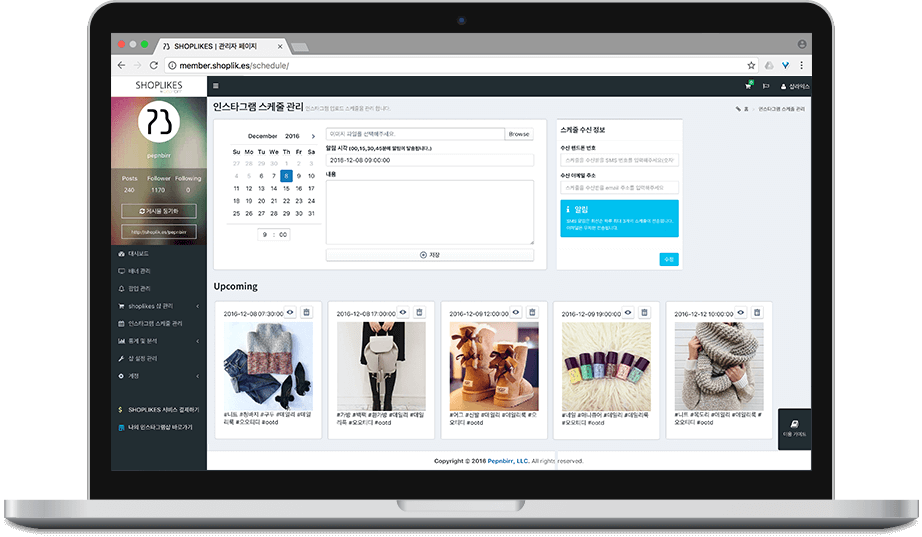 SHOPLIKES | 관리자 페이지
member.shoplik.es/schedule/
SHOPLIKES
샵라익스
pepnbirr
Posts Follower Following
240 1170 0
게시물 동기화
http://shoplik.es/pepnbirr
대시보드
배너 관리
팝업 관리
shoplikes 샵 관리
인스타그램 스케줄 관리
통계 및 분석
샵 설정 관리
계정
SHOPLIKES 서비스 결제하기
나의 인스타그램샵 바로가기
인스타그램 스케줄 관리 인스타그램 업로드 스케줄을 관리 합니다.
홈 인스타그램 스케줄 관리
December 2016
Su Mo Tu We Th Fr Sa
27 28 29 30 1 2 3
4 5 6 7 8 9 10
11 12 13 14 15 16 17
18 19 20 21 22 23 24
25 26 27 28 29 30 31
9 : 00
이미지 파일을 선택해주세요. Browse
알림 시각 (00,15,30,45분에 알림이 발송됩니다.)
2016-12-08 09:00:00
내용
저장
스케줄 수신 정보
수신 핸드폰 번호
스케줄을 수신받을 SMS 번호를 입력해주세요
수신 이메일 주소
스케줄을 수신받을 email 주소를 입력해주세요
알림
수정
Upcoming
2016-12-08 07:30:00
#니트 #청바지 #구두 #데일리 #데일리룩 #오오티디 #ootd
2016-12-08 17:00:00
#가방 #백팩 #왕가방 #데일리 #데일리룩 #오오티디 #ootd
2016-12-09 12:00:00
#어그 #신발 #데일리 #데일리룩 #오오티디 #ootd
2016-12-09 19:00:00
#네일 #매니큐어 #데일리 #데일리룩 #오오티디 #ootd
2016-12-12 10:00:00
#니트 #목도리 #데일리 #데일리룩 #오오티디 #ootd
이용 가이드
Copyright © 2016 Pepnbirr, LLC. All rights reserved.